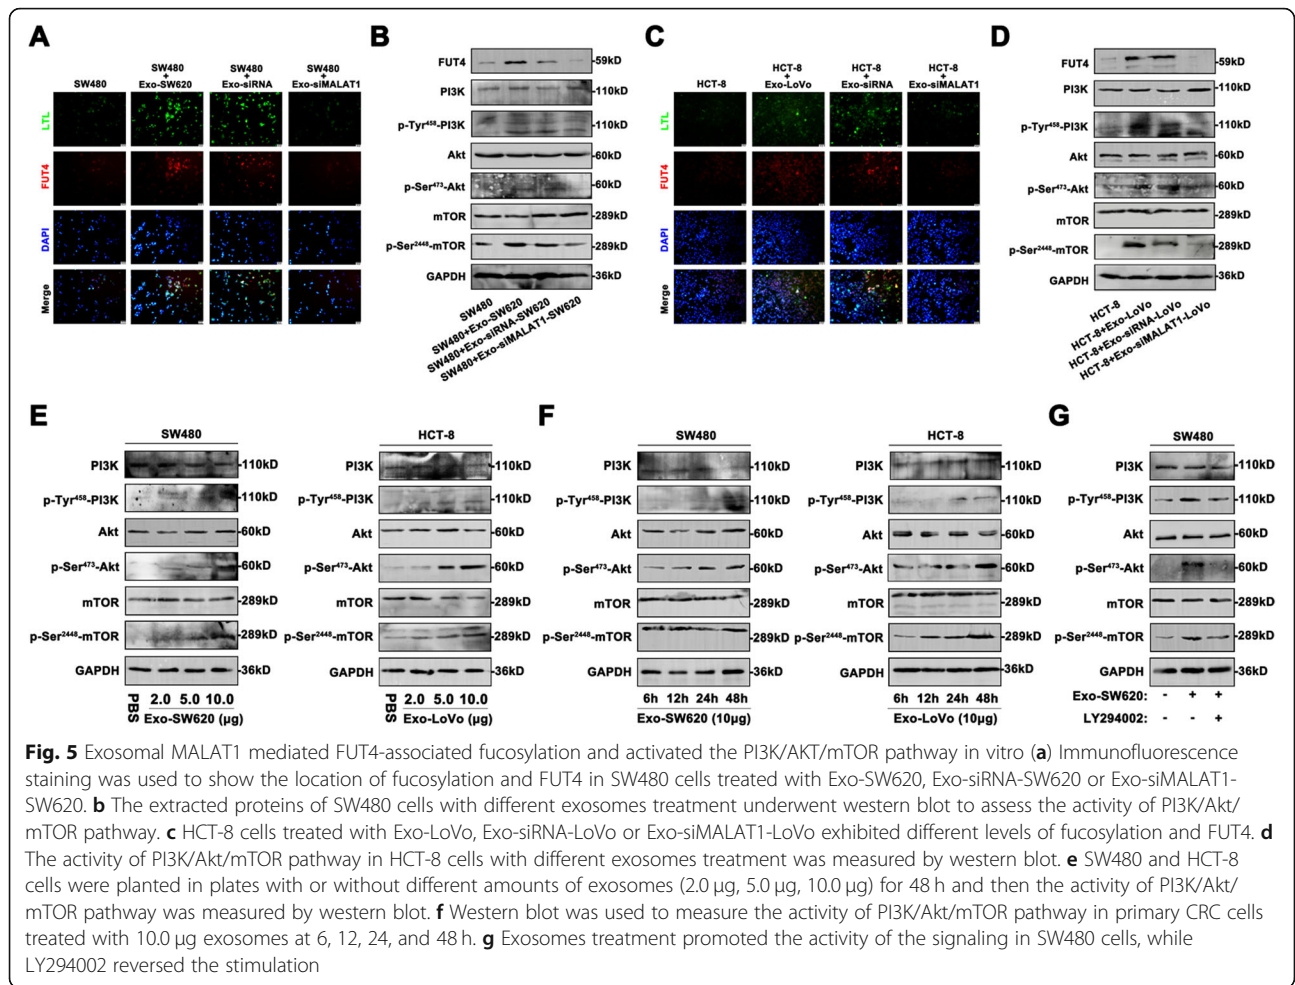 A
B
C
D
SW480
SW480
+
Exo-SW620
SW480
+
Exo-siRNA
SW480
+
Exo-siMALAT1
LTL
FUT4
DAPI
Merge
FUT4
-59kD
PI3K
-110kD
p-Tyr⁴⁵⁸-PI3K
-110kD
Akt
-60kD
p-Ser⁴⁷³-Akt
-60kD
mTOR
-289kD
p-Ser²⁴⁴⁸-mTOR
-289kD
GAPDH
-36kD
SW480
SW480+Exo-SW620
SW480+Exo-siRNA-SW620
SW480+Exo-siMALAT1-SW620
HCT-8
HCT-8
+
Exo-LoVo
HCT-8
+
Exo-siRNA
HCT-8
+
Exo-siMALAT1
LTL
FUT4
DAPI
Merge
FUT4
-59kD
PI3K
-110kD
p-Tyr⁴⁵⁸-PI3K
-110kD
Akt
-60kD
p-Ser⁴⁷³-Akt
-60kD
mTOR
-289kD
p-Ser²⁴⁴⁸-mTOR
-289kD
GAPDH
-36kD
HCT-8
HCT-8+Exo-LoVo
HCT-8+Exo-siRNA-LoVo
HCT-8+Exo-siMALAT1-LoVo
E
SW480
PI3K
-110kD
p-Tyr⁴⁵⁸-PI3K
-110kD
Akt
-60kD
p-Ser⁴⁷³-Akt
-60kD
mTOR
-289kD
p-Ser²⁴⁴⁸-mTOR
-289kD
GAPDH
-36kD
PBS
2.0 5.0 10.0
Exo-SW620 (μg)
HCT-8
PI3K
-110kD
p-Tyr⁴⁵⁸-PI3K
-110kD
Akt
-60kD
p-Ser⁴⁷³-Akt
-60kD
mTOR
-289kD
p-Ser²⁴⁴⁸-mTOR
-289kD
GAPDH
-36kD
PBS
2.0 5.0 10.0
Exo-LoVo (μg)
F
SW480
PI3K
-110kD
p-Tyr⁴⁵⁸-PI3K
-110kD
Akt
-60kD
p-Ser⁴⁷³-Akt
-60kD
mTOR
-289kD
p-Ser²⁴⁴⁸-mTOR
-289kD
GAPDH
-36kD
6h 12h 24h 48h
Exo-SW620 (10μg)
HCT-8
PI3K
-110kD
p-Tyr⁴⁵⁸-PI3K
-110kD
Akt
-60kD
p-Ser⁴⁷³-Akt
-60kD
mTOR
-289kD
p-Ser²⁴⁴⁸-mTOR
-289kD
GAPDH
-36kD
6h 12h 24h 48h
Exo-LoVo (10μg)
G
SW480
PI3K
-110kD
p-Tyr⁴⁵⁸-PI3K
-110kD
Akt
-60kD
p-Ser⁴⁷³-Akt
-60kD
mTOR
-289kD
p-Ser²⁴⁴⁸-mTOR
-289kD
GAPDH
-36kD
Exo-SW620: - + +
LY294002: - - +
Fig. 5 Exosomal MALAT1 mediated FUT4-associated fucosylation and activated the PI3K/AKT/mTOR pathway in vitro (a) Immunofluorescence
staining was used to show the location of fucosylation and FUT4 in SW480 cells treated with Exo-SW620, Exo-siRNA-SW620 or Exo-siMALAT1-
SW620. b The extracted proteins of SW480 cells with different exosomes treatment underwent western blot to assess the activity of PI3K/Akt/
mTOR pathway. c HCT-8 cells treated with Exo-LoVo, Exo-siRNA-LoVo or Exo-siMALAT1-LoVo exhibited different levels of fucosylation and FUT4. d
The activity of PI3K/Akt/mTOR pathway in HCT-8 cells with different exosomes treatment was measured by western blot. e SW480 and HCT-8
cells were planted in plates with or without different amounts of exosomes (2.0 μg, 5.0 μg, 10.0 μg) for 48 h and then the activity of PI3K/Akt/
mTOR pathway was measured by western blot. f Western blot was used to measure the activity of PI3K/Akt/mTOR pathway in primary CRC cells
treated with 10.0 μg exosomes at 6, 12, 24, and 48 h. g Exosomes treatment promoted the activity of the signaling in SW480 cells, while
LY294002 reversed the stimulation